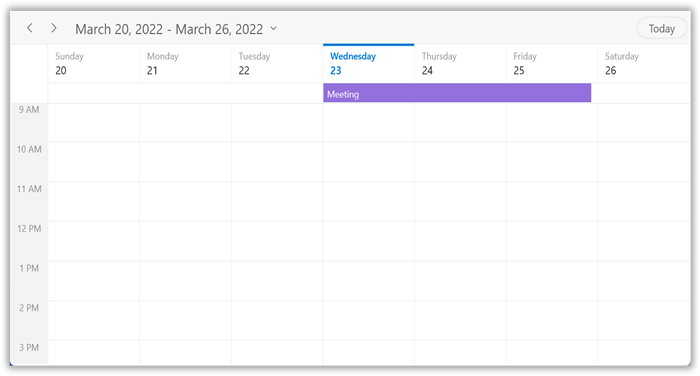 March 20, 2022 - March 26, 2022 Today
Sunday Monday Tuesday Wednesday Thursday Friday Saturday
20 21 22 23 24 25 26
Meeting
9 AM
10 AM
11 AM
12 PM
1 PM
2 PM
3 PM